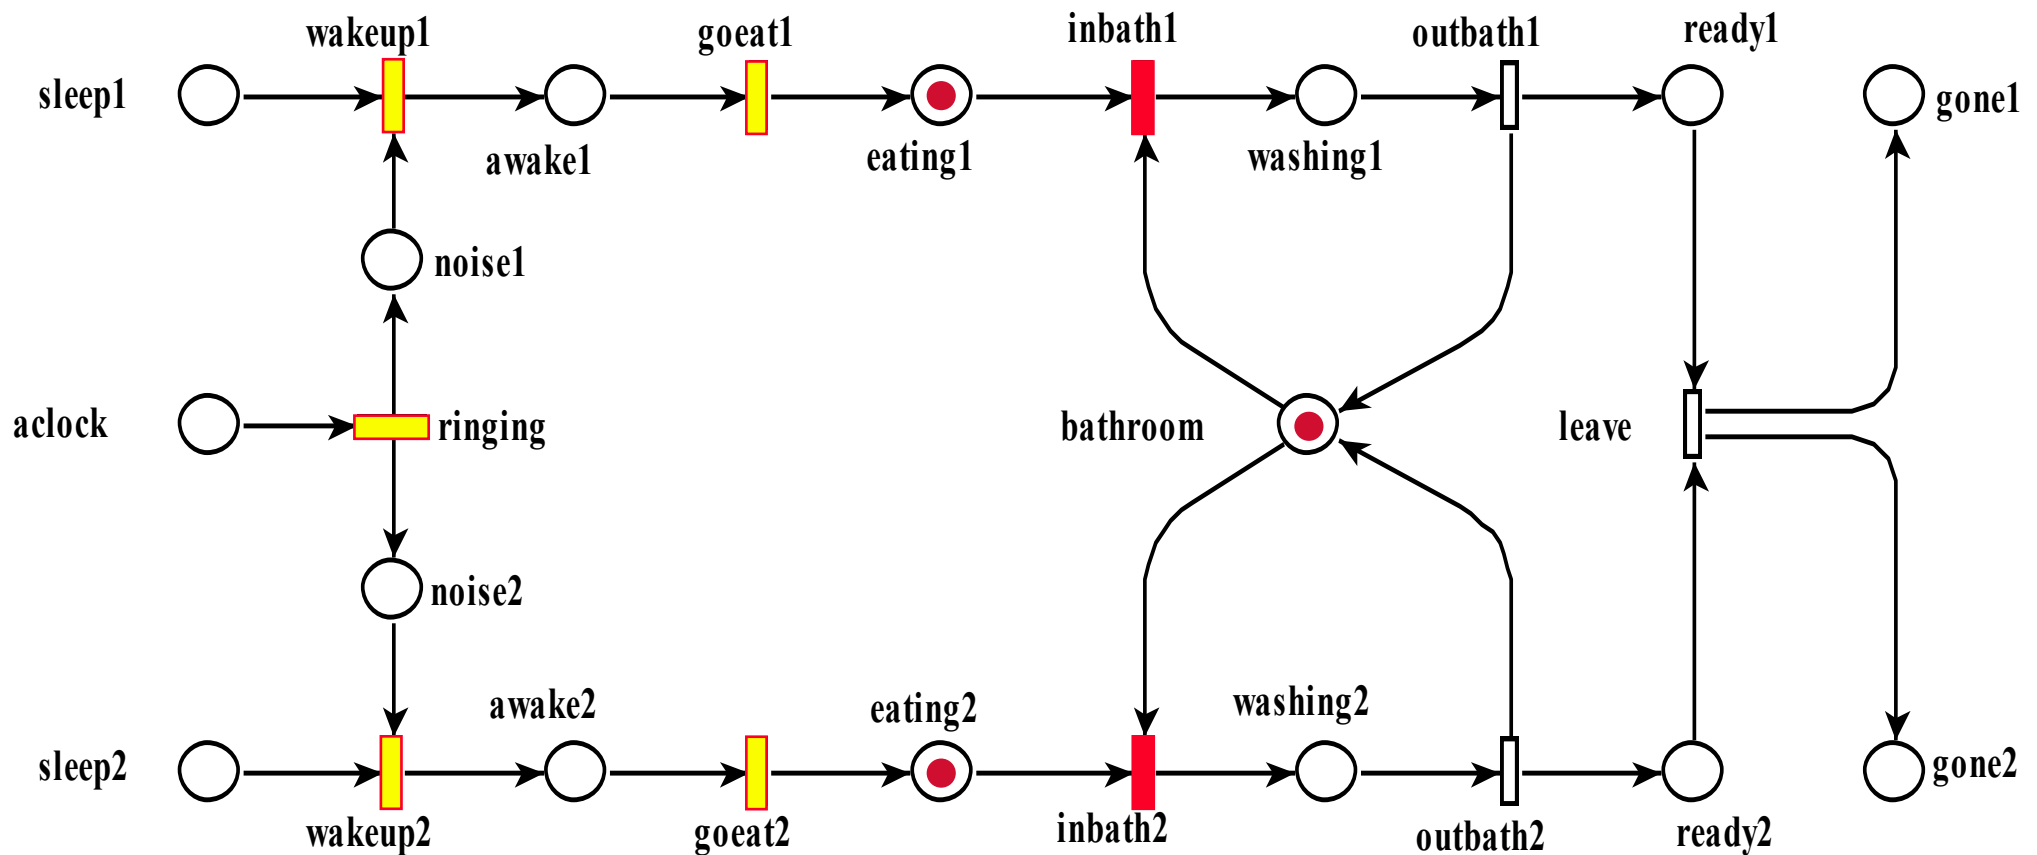 wakeup1
goeat1
inbath1
outbath1
ready1
sleep1
gone1
awake1
eating1
washing1
noise1
aclock
ringing
bathroom
leave
noise2
awake2
eating2
washing2
sleep2
gone2
wakeup2
goeat2
inbath2
outbath2
ready2